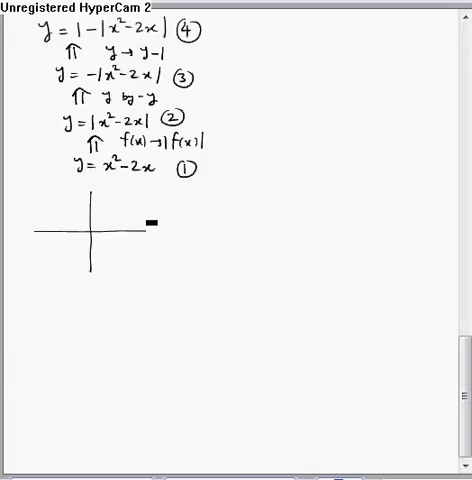 Unregistered HyperCam 2
y = 1 - |x² - 2x| ④
⇑ y → y - 1
y = -|x² - 2x| ③
⇑ y by - y
y = |x² - 2x| ②
⇑ f(x) → |f(x)|
y = x² - 2x ①